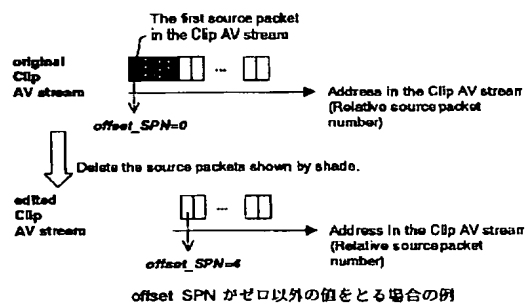 The first source packet
in the Clip AV stream
original
Clip
AV stream
...
Address in the Clip AV stream
(Relative source packet
number)
offset_SPN=0
Delete the source packets shown by shade.
edited
Clip
AV stream
...
Address in the Clip AV stream
(Relative source packet
number)
offset_SPN=4
offset SPN がゼロ以外の値をとる場合の例